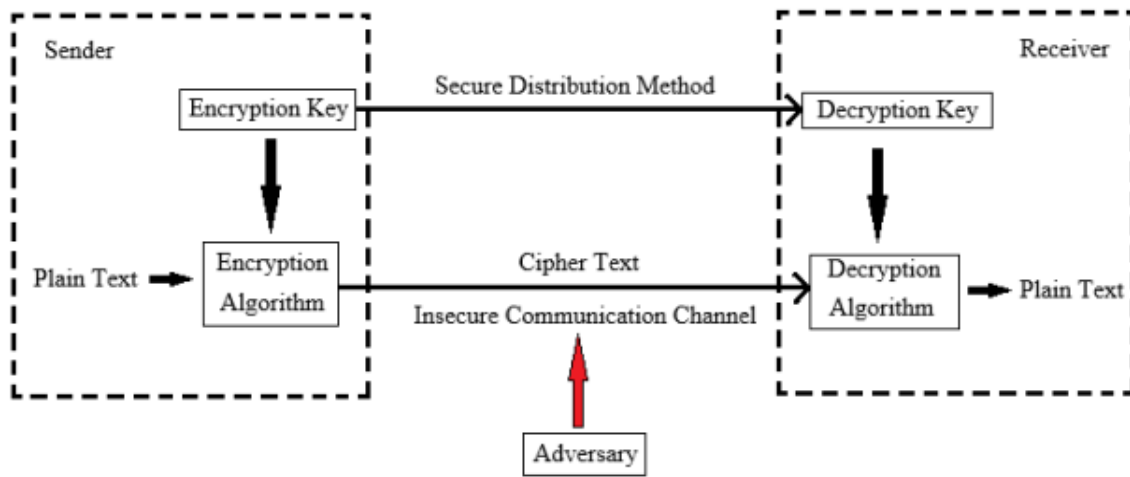 Sender
Receiver
Secure Distribution Method
Encryption Key
Decryption Key
Plain Text
Encryption
Algorithm
Cipher Text
Insecure Communication Channel
Decryption
Algorithm
Plain Text
Adversary